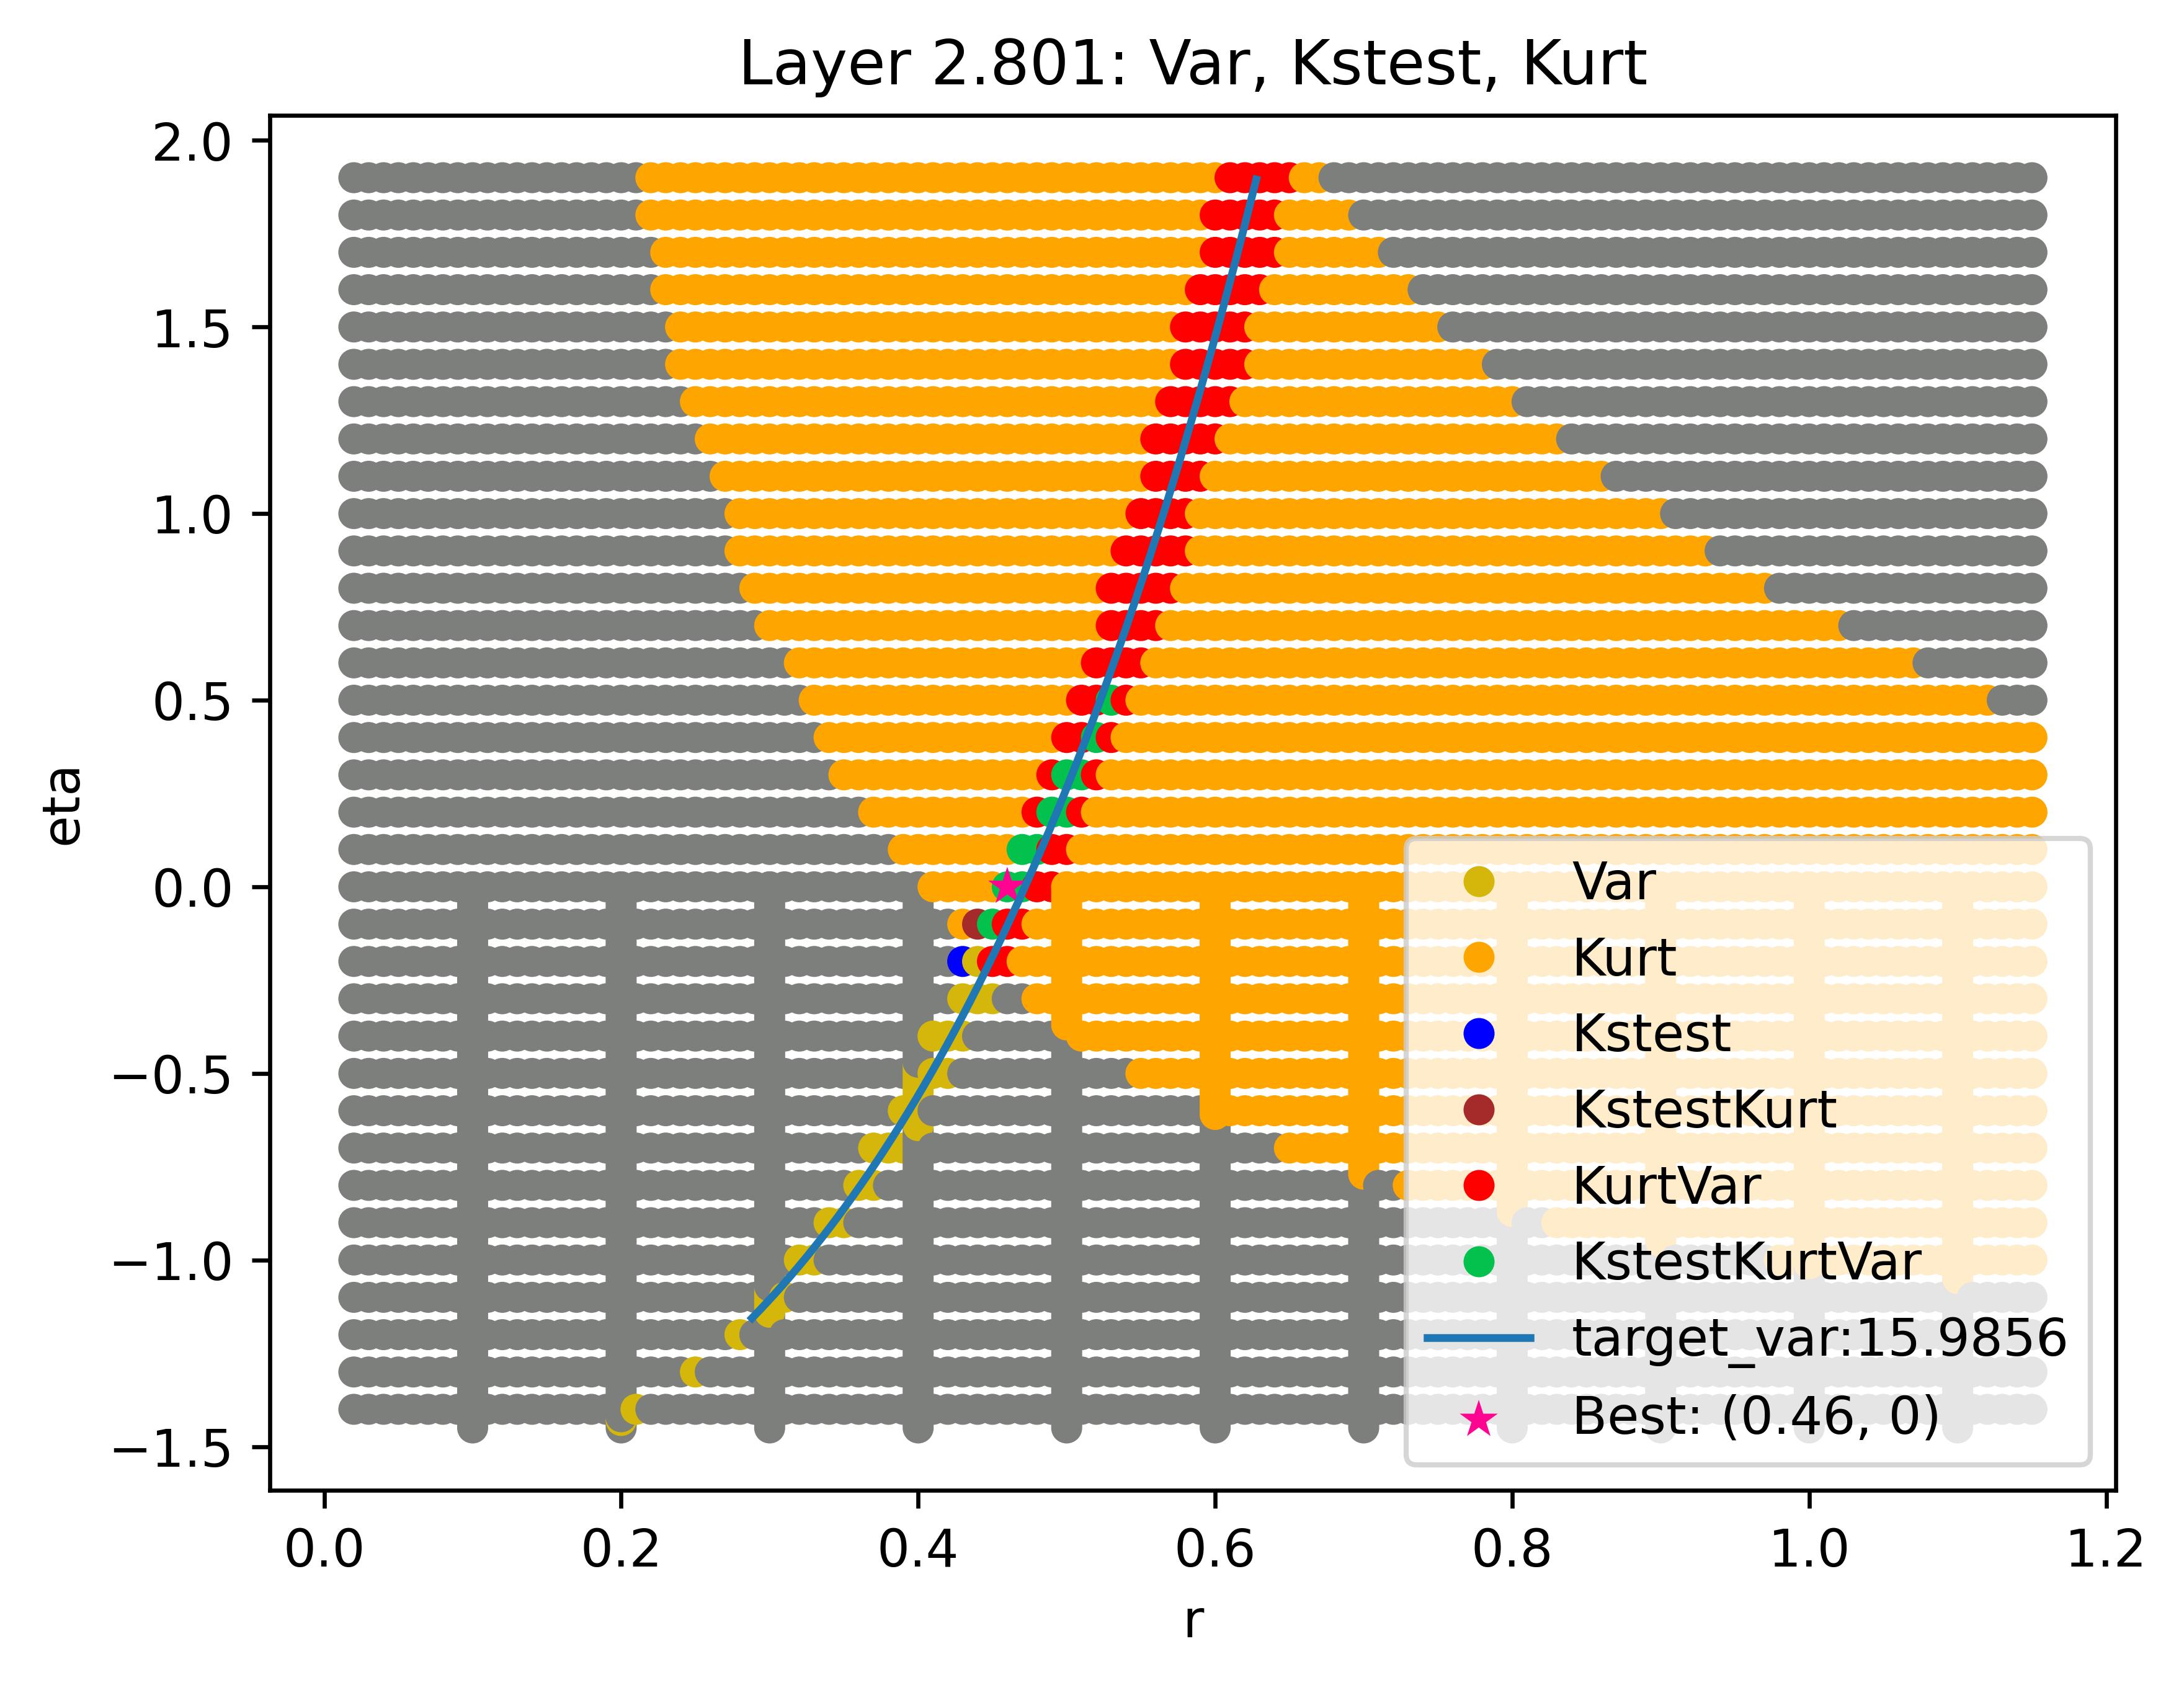 Layer 2.801: Var, Kstest, Kurt
eta
2.0
1.5
1.0
0.5
0.0
−0.5
−1.0
−1.5
Var
Kurt
Kstest
KstestKurt
KurtVar
KstestKurtVar
target_var:15.9856
Best: (0.46, 0)
0.0 0.2 0.4 0.6 0.8 1.0 1.2
r